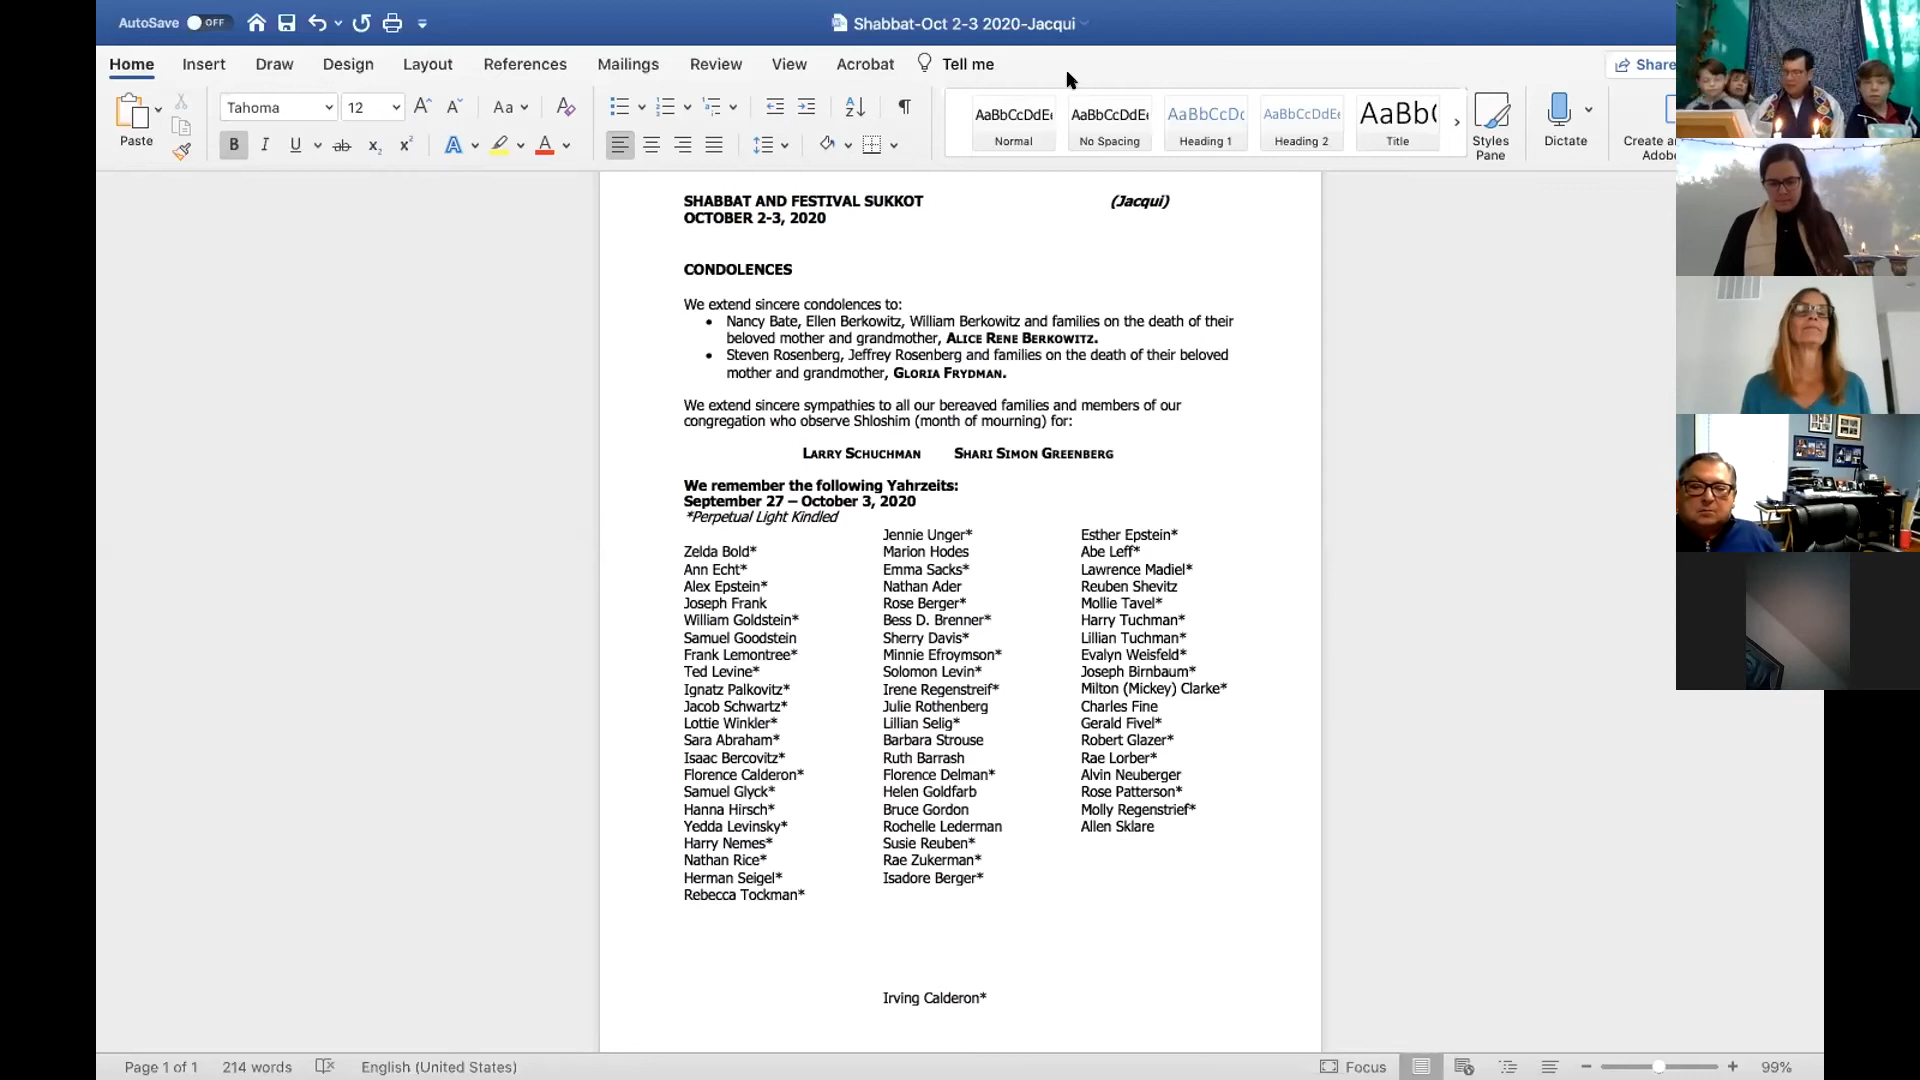 AutoSave OFF
Shabbat-Oct 2-3 2020-Jacqui
Home Insert Draw Design Layout References Mailings Review View Acrobat Tell me Share
Paste
Tahoma 12
AaBbCcDdEe Normal
AaBbCcDdEe No Spacing
AaBbCcDc Heading 1
AaBbCcDdEe Heading 2
AaBb( Title
Styles
Pane
Dictate
Create an
Adobe
SHABBAT AND FESTIVAL SUKKOT (Jacqui)
OCTOBER 2-3, 2020
CONDOLENCES
We extend sincere condolences to:
• Nancy Bate, Ellen Berkowitz, William Berkowitz and families on the death of their
beloved mother and grandmother, ALICE RENE BERKOWITZ.
• Steven Rosenberg, Jeffrey Rosenberg and families on the death of their beloved
mother and grandmother, GLORIA FRYDMAN.
We extend sincere sympathies to all our bereaved families and members of our
congregation who observe Shloshim (month of mourning) for:
LARRY SCHUCHMAN SHARI SIMON GREENBERG
We remember the following Yahrzeits:
September 27 – October 3, 2020
*Perpetual Light Kindled
Zelda Bold*
Ann Echt*
Alex Epstein*
Joseph Frank
William Goldstein*
Samuel Goodstein
Frank Lemontree*
Ted Levine*
Ignatz Palkovitz*
Jacob Schwartz*
Lottie Winkler*
Sara Abraham*
Isaac Bercovitz*
Florence Calderon*
Samuel Glyck*
Hanna Hirsch*
Yedda Levinsky*
Harry Nemes*
Nathan Rice*
Herman Seigel*
Rebecca Tockman*
Jennie Unger*
Marion Hodes
Emma Sacks*
Nathan Ader
Rose Berger*
Bess D. Brenner*
Sherry Davis*
Minnie Efroymson*
Solomon Levin*
Irene Regenstreif*
Julie Rothenberg
Lillian Selig*
Barbara Strouse
Ruth Barrash
Florence Delman*
Helen Goldfarb
Bruce Gordon
Rochelle Lederman
Susie Reuben*
Rae Zukerman*
Isadore Berger*
Irving Calderon*
Esther Epstein*
Abe Leff*
Lawrence Madiel*
Reuben Shevitz
Mollie Tavel*
Harry Tuchman*
Lillian Tuchman*
Evalyn Weisfeld*
Joseph Birnbaum*
Milton (Mickey) Clarke*
Charles Fine
Gerald Fivel*
Robert Glazer*
Rae Lorber*
Alvin Neuberger
Rose Patterson*
Molly Regenstrief*
Allen Sklare
Page 1 of 1 214 words English (United States) Focus 99%